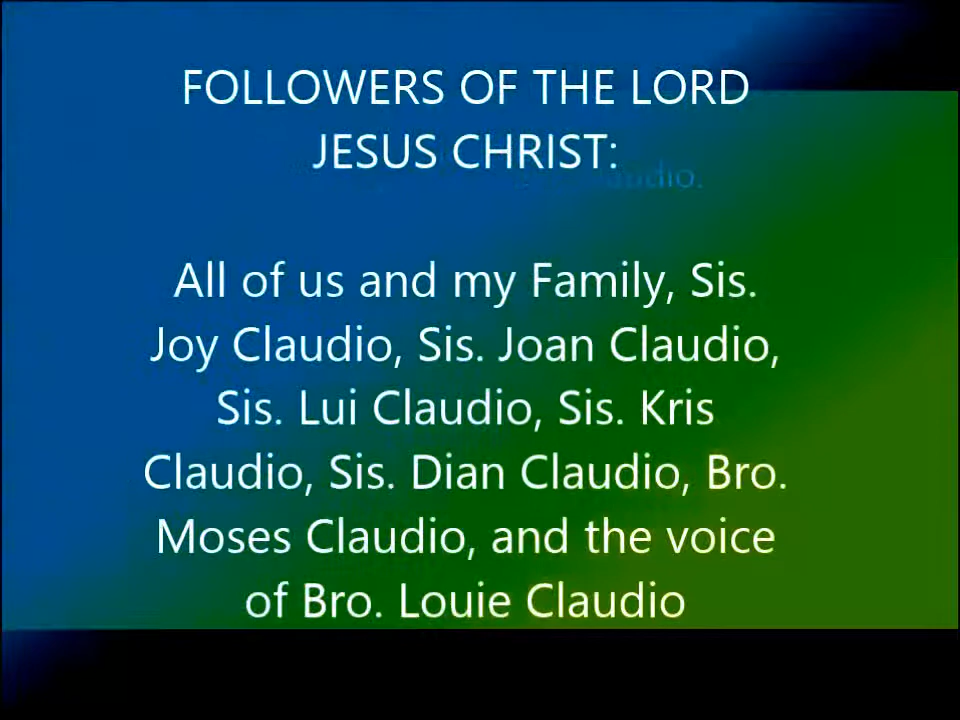 FOLLOWERS OF THE LORD
JESUS CHRIST:
All of us and my Family, Sis.
Joy Claudio, Sis. Joan Claudio,
Sis. Lui Claudio, Sis. Kris
Claudio, Sis. Dian Claudio, Bro.
Moses Claudio, and the voice
of Bro. Louie Claudio